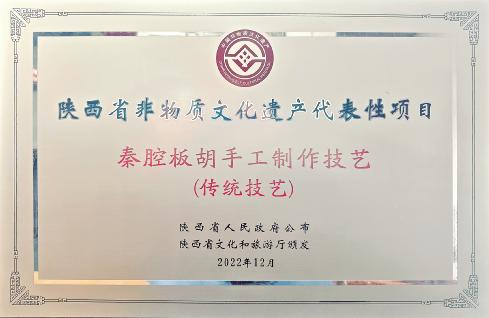 陕西省非物质文化遗产代表性项目
秦腔板胡手工制作技艺
(传统技艺)
陕西省人民政府公布
陕西省文化和旅游厅颁发
2022年12月